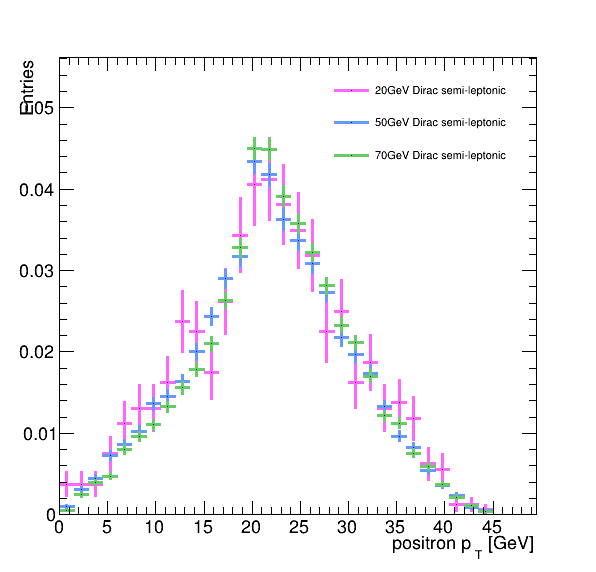 Entries
0.05
0.04
0.03
0.02
0.01
0
0 5 10 15 20 25 30 35 40 45
positron p T [GeV]
20GeV Dirac semi-leptonic
50GeV Dirac semi-leptonic
70GeV Dirac semi-leptonic